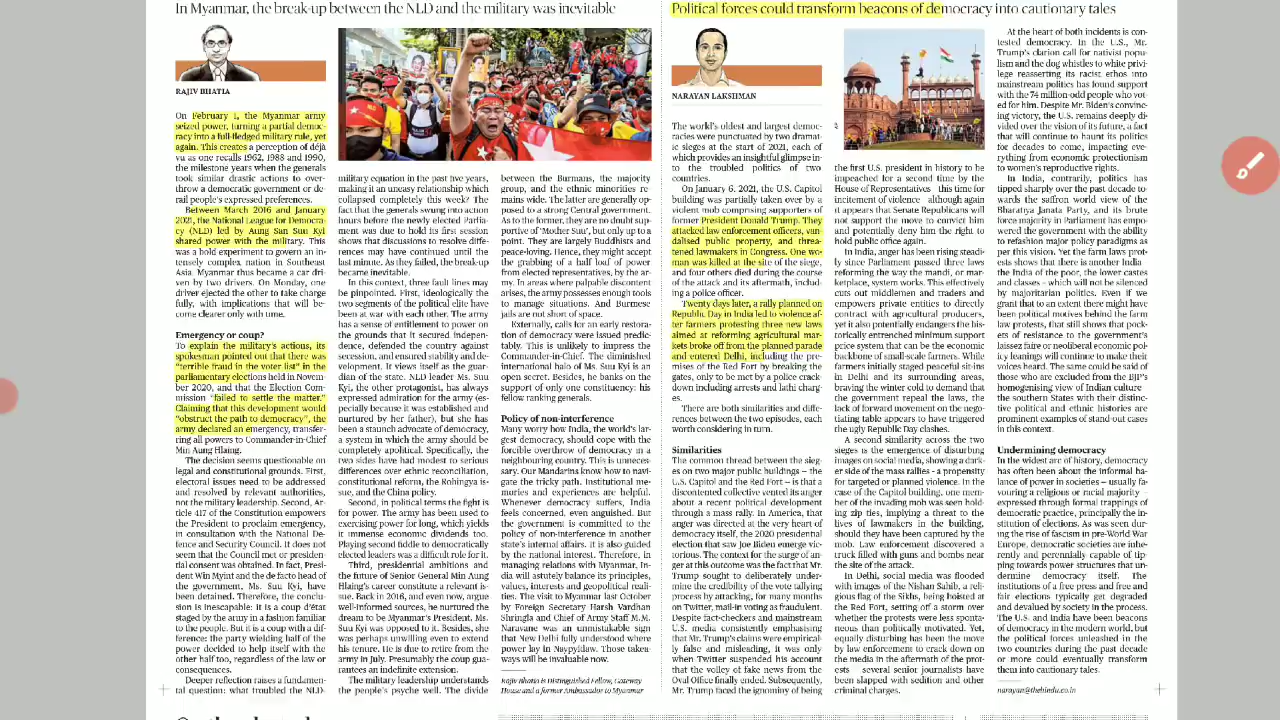 In Myanmar, the break-up between the NLD and the military was inevitable
RAJIV BHATIA
On February 1, the Myanmar army
seized power, turning a partial democ-
racy into a full-fledged military rule, yet
again. This creates a perception of déjà
vu as one recalls 1962, 1988 and 1990,
the milestone years when the generals
took similar drastic actions to over-
throw a democratic government or de-
rail people's expressed preferences.
Between March 2016 and January
2021, the National League for Democra-
cy (NLD) led by Aung San Suu Kyi
shared power with the military. This
was a bold experiment to govern an in-
tensely complex nation in Southeast
Asia. Myanmar thus became a car dri-
ven by two drivers. On Monday, one
driver ejected the other to take charge
fully, with implications that will be-
come clearer only with time.
Emergency or coup?
To explain the military's actions, its
spokesman pointed out that there was
“terrible fraud in the voter list” in the
parliamentary elections held in Novem-
ber 2020, and that the Election Com-
mission “failed to settle the matter.”
Claiming that this development would
“obstruct the path to democracy”, the
army declared an emergency, transfer-
ring all powers to Commander-in-Chief
Min Aung Hlaing.
The decision seems questionable on
legal and constitutional grounds. First,
electoral issues need to be addressed
and resolved by relevant authorities,
not the military leadership. Second, Ar-
ticle 417 of the Constitution empowers
the President to proclaim emergency,
in consultation with the National De-
fence and Security Council. It does not
seem that the Council met or presiden-
tial consent was obtained. In fact, Presi-
dent Win Myint and the de facto head of
the government, Ms. Suu Kyi, have
been detained. Therefore, the conclu-
sion is inescapable: it is a coup d'état
staged by the army in a fashion familiar
to the people. But it is a coup with a dif-
ference: the party wielding half of the
power decided to help itself with the
other half too, regardless of the law or
consequences.
Deeper reflection raises a fundamen-
tal question: what troubled the NLD-
military equation in the past five years,
making it an uneasy relationship which
collapsed completely this week? The
fact that the generals swung into action
hours before the newly elected Parlia-
ment was due to hold its first session
shows that discussions to resolve diffe-
rences may have continued until the
last minute. As they failed, the break-up
became inevitable.
In this context, three fault lines may
be pinpointed. First, ideologically the
two segments of the political elite have
been at war with each other. The army
has a sense of entitlement to power on
the grounds that it secured indepen-
dence, defended the country against
secession, and ensured stability and de-
velopment. It views itself as the guar-
dian of the state. NLD leader Ms. Suu
Kyi, the other protagonist, has always
expressed admiration for the army (es-
pecially because it was established and
nurtured by her father), but she has
been a staunch advocate of democracy,
a system in which the army should be
completely apolitical. Specifically, the
two sides have had modest to serious
differences over ethnic reconciliation,
constitutional reform, the Rohingya is-
sue, and the China policy.
Second, in political terms the fight is
for power. The army has been used to
exercising power for long, which yields
it immense economic dividends too.
Playing second fiddle to democratically
elected leaders was a difficult role for it.
Third, presidential ambitions and
the future of Senior General Min Aung
Hlaing's career constitute a relevant is-
sue. Back in 2016, and even now, argue
well-informed sources, he nurtured the
dream to be Myanmar's President. Ms.
Suu Kyi was opposed to it. Besides, she
was perhaps unwilling even to extend
his tenure. He is due to retire from the
army in July. Presumably the coup gua-
rantees an indefinite extension.
The military leadership understands
the people's psyche well. The divide
between the Burmans, the majority
group, and the ethnic minorities re-
mains wide. The latter are generally op-
posed to a strong Central government.
As to the former, they are no doubt sup-
portive of ‘Mother Suu’, but only up to a
point. They are largely Buddhists and
peace-loving. Hence, they might accept
the grabbing of a half loaf of power
from elected representatives, by the ar-
my. In areas where palpable discontent
arises, the army possesses enough tools
to manage situations. And Burmese
jails are not short of space.
Externally, calls for an early restora-
tion of democracy were issued predic-
tably. This is unlikely to impress the
Commander-in-Chief. The diminished
international halo of Ms. Suu Kyi is an
open secret. Besides, he banks on the
support of only one constituency: his
fellow ranking generals.
Policy of non-interference
Many worry how India, the world's lar-
gest democracy, should cope with the
forcible overthrow of democracy in a
neighbouring country. This is unneces-
sary. Our Mandarins know how to navi-
gate the tricky path. Institutional me-
mories and experiences are helpful.
Whenever democracy suffers, India
feels concerned, even anguished. But
the government is committed to the
policy of non-interference in another
state's internal affairs. It is also guided
by the national interest. Therefore, in
managing relations with Myanmar, In-
dia will astutely balance its principles,
values, interests and geopolitical reali-
ties. The visit to Myanmar last October
by Foreign Secretary Harsh Vardhan
Shringla and Chief of Army Staff M.M.
Naravane was an unmistakable sign
that New Delhi fully understood where
power lay in Naypyidaw. Those takea-
ways will be invaluable now.
Rajiv Bhatia is Distinguished Fellow, Gateway
House and a former Ambassador to Myanmar
Political forces could transform beacons of democracy into cautionary tales
NARAYAN LAKSHMAN
The world's oldest and largest democ-
racies were punctuated by two dramat-
ic sieges at the start of 2021, each of
which provides an insightful glimpse in-
to the troubled politics of two
countries.
On January 6, 2021, the U.S. Capitol
building was partially taken over by a
violent mob comprising supporters of
former President Donald Trump. They
attacked law enforcement officers, van-
dalised public property, and threa-
tened lawmakers in Congress. One wo-
man was killed at the site of the siege,
and four others died during the course
of the attack and its aftermath, includ-
ing a police officer.
Twenty days later, a rally planned on
Republic Day in India led to violence af-
ter farmers protesting three new laws
aimed at reforming agricultural mar-
kets broke off from the planned parade
and entered Delhi, including the pre-
mises of the Red Fort by breaking the
gates, only to be met by a police crack-
down including arrests and lathi charg-
es.
There are both similarities and diffe-
rences between the two episodes, each
worth considering in turn.
Similarities
The common thread between the sieg-
es on two major public buildings – the
U.S. Capitol and the Red Fort – is that a
discontented collective vented its anger
about a recent political development
through a mass rally. In America, that
anger was directed at the very heart of
democracy itself, the 2020 presidential
election that saw Joe Biden emerge vic-
torious. The context for the surge of an-
ger at this outcome was the fact that Mr.
Trump sought to deliberately under-
mine the credibility of the vote tallying
process by attacking, for many months
on Twitter, mail-in voting as fraudulent.
Despite fact-checkers and mainstream
U.S. media consistently emphasising
that Mr. Trump's claims were empirical-
ly false and misleading, it was only
when Twitter suspended his account
that the volley of fake news from the
Oval Office finally ended. Subsequently,
Mr. Trump faced the ignominy of being
the first U.S. president in history to be
impeached for a second time by the
House of Representatives this time for
incitement of violence although again
it appears that Senate Republicans will
not support the move to convict him
and potentially deny him the right to
hold public office again.
In India, anger has been rising steadi-
ly since Parliament passed three laws
reforming the way the mandi, or mar-
ketplace, system works. This effectively
cuts out middlemen and traders and
empowers private entities to directly
contract with agricultural producers,
yet it also potentially endangers the his-
torically entrenched minimum support
price system that can be the economic
backbone of small-scale farmers. While
farmers initially staged peaceful sit-ins
in Delhi and its surrounding areas,
braving the winter cold to demand that
the government repeal the laws, the
lack of forward movement on the nego-
tiating table appears to have triggered
the ugly Republic Day clashes.
A second similarity across the two
sieges is the emergence of disturbing
images on social media, showing a dark-
er side of the mass rallies - a propensity
for targeted or planned violence. In the
case of the Capitol building, one mem-
ber of the invading mob was seen hold-
ing zip ties, implying a threat to the
lives of lawmakers in the building,
should they have been captured by the
mob. Law enforcement discovered a
truck filled with guns and bombs near
the site of the attack.
In Delhi, social media was flooded
with images of the Nishan Sahib, a reli-
gious flag of the Sikhs, being hoisted at
the Red Fort, setting of a storm over
whether the protests were less sponta-
neous than politically motivated. Yet,
equally disturbing has been the move
by law enforcement to crack down on
the media in the aftermath of the prot-
ests several senior journalists have
been slapped with sedition and other
criminal charges.
At the heart of both incidents is con-
tested democracy. In the U.S., Mr.
Trump's clarion call for nativist popu-
lism and the dog whistles to white privi-
lege reasserting its racist ethos into
mainstream politics has found support
with the 74 million-odd people who vot-
ed for him. Despite Mr. Biden's convinc-
ing victory, the U.S. remains deeply di-
vided over the vision of its future, a fact
that will continue to haunt its politics
for decades to come, impacting eve-
rything from economic protectionism
to women's reproductive rights.
In India, contrarily, politics has
tipped sharply over the past decade to-
wards the saffron world view of the
Bharatiya Janata Party, and its brute
force majority in Parliament has empo-
wered the government with the ability
to refashion major policy paradigms as
per this vision. Yet the farm laws prot-
ests show that there is another India –
the India of the poor, the lower castes
and classes – which will not be silenced
by majoritarian politics. Even if we
grant that to an extent there might have
been political motives behind the farm
law protests, that still shows that pock-
ets of resistance to the government's
laissez faire or neoliberal economic pol-
icy leanings will continue to make their
voices heard. The same could be said of
those who are excluded from the BJP's
homogenising view of Indian culture –
the southern States with their distinc-
tive political and ethnic histories are
prominent examples of stand-out cases
in this context.
Undermining democracy
In the widest arc of history, democracy
has often been about the informal ba-
lance of power in societies – usually fa-
vouring a religious or racial majority –
expressed through formal trappings of
democratic practice, principally the in-
stitution of elections. As was seen dur-
ing the rise of fascism in pre-World War
Europe, democratic societies are inhe-
rently and perennially capable of tip-
ping towards power structures that un-
dermine democracy itself. The
institutions of a free press and free and
fair elections typically get degraded
and devalued by society in the process.
The U.S. and India have been beacons
of democracy in the modern world, but
the political forces unleashed in the
two countries during the past decade
or more could eventually transform
them into cautionary tales.
narayan@thehindu.co.in